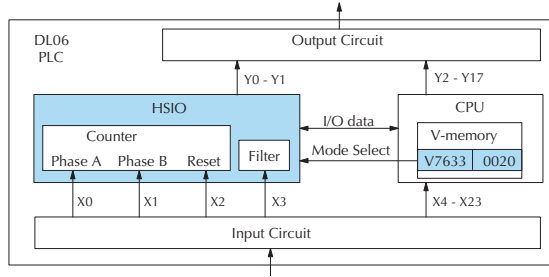 DL06
PLC
Output Circuit
Y0 - Y1
Y2 - Y17
HSIO
CPU
I/O data
Counter
V-memory
Phase A
Phase B
Reset
Filter
Mode Select
V7633
0020
X0
X1
X2
X3
X4 - X23
Input Circuit